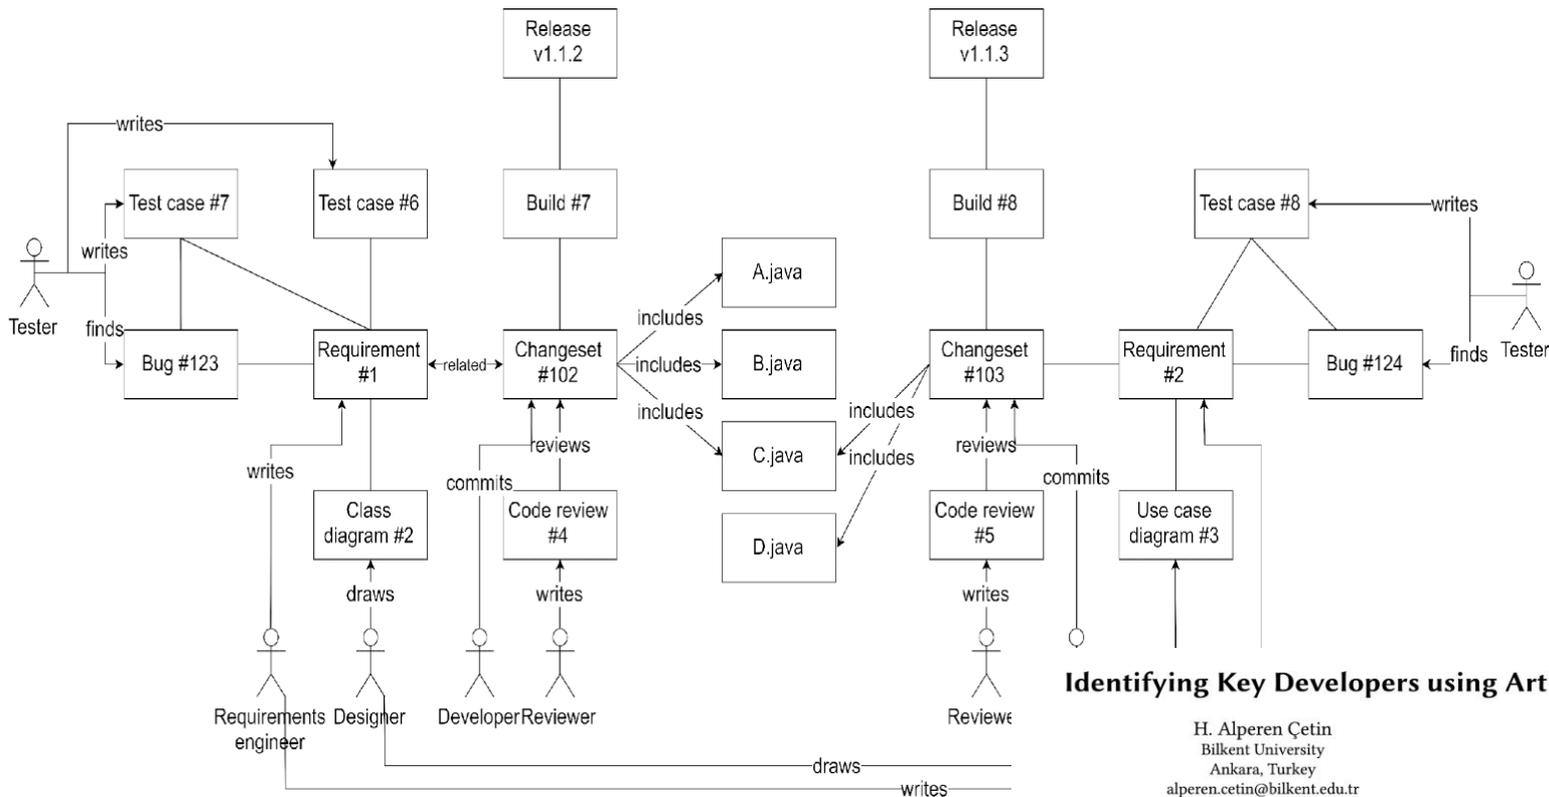 Release
v1.1.2
Release
v1.1.3
writes
Test case #7
Test case #6
Build #7
Build #8
Test case #8
writes
writes
A.java
Tester
finds
includes
Tester
Bug #123
Requirement
#1
related
Changeset
#102
includes
B.java
Changeset
#103
Requirement
#2
Bug #124
finds
includes
includes
reviews
C.java
includes
reviews
writes
commits
commits
Class
diagram #2
Code review
#4
D.java
Code review
#5
Use case
diagram #3
draws
writes
writes
Requirements
engineer
Designer
Developer
Reviewer
Reviewe
draws
writes
Identifying Key Developers using Art
H. Alperen Çetin
Bilkent University
Ankara, Turkey
alperen.cetin@bilkent.edu.tr